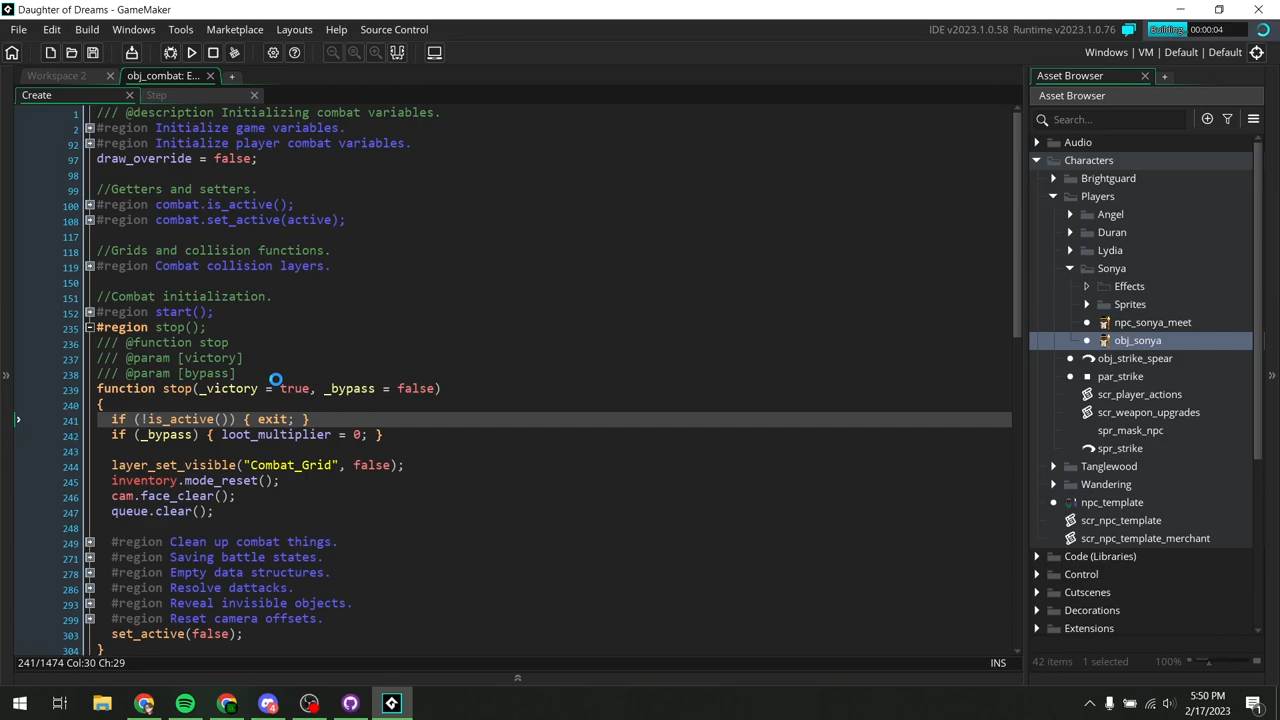 Daughter of Dreams - GameMaker
File Edit Build Windows Tools Marketplace Layouts Help Source Control
IDE v2023.1.0.58 Runtime v2023.1.0.76 Building 00:00:04
Windows | VM | Default | Default
Workspace 2 obj_combat: E...
Create Step
1 /// @description Initializing combat variables.
2 #region Initialize game variables.
92 #region Initialize player combat variables.
97 draw_override = false;
98
99 //Getters and setters.
100 #region combat.is_active();
108 #region combat.set_active(active);
117
118 //Grids and collision functions.
119 #region Combat collision layers.
150
151 //Combat initialization.
152 #region start();
235 #region stop();
236 /// @function stop
237 /// @param [victory]
238 /// @param [bypass]
239 function stop(_victory = true, _bypass = false)
240 {
241 if (!is_active()) { exit; }
242 if (_bypass) { loot_multiplier = 0; }
243
244 layer_set_visible("Combat_Grid", false);
245 inventory.mode_reset();
246 cam.face_clear();
247 queue.clear();
248
249 #region Clean up combat things.
271 #region Saving battle states.
278 #region Empty data structures.
286 #region Resolve dattacks.
293 #region Reveal invisible objects.
299 #region Reset camera offsets.
303 set_active(false);
304 }
241/1474 Col:30 Ch:29 INS
Asset Browser
Asset Browser
Search...
Audio
Characters
Brightguard
Players
Angel
Duran
Lydia
Sonya
Effects
Sprites
npc_sonya_meet
obj_sonya
obj_strike_spear
par_strike
scr_player_actions
scr_weapon_upgrades
spr_mask_npc
spr_strike
Tanglewood
Wandering
npc_template
scr_npc_template
scr_npc_template_merchant
Code (Libraries)
Control
Cutscenes
Decorations
Extensions
42 items 1 selected 100%
5:50 PM
2/17/2023
1